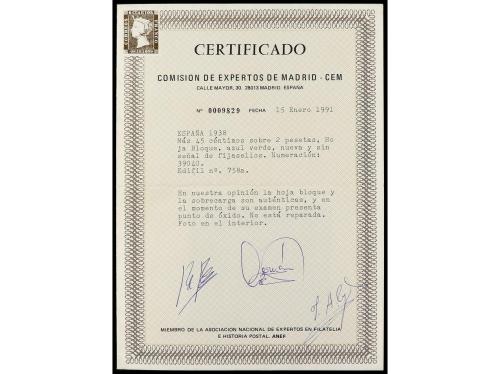 CERTIFICADO
COMISION DE EXPERTOS DE MADRID - CEM
CALLE MAYOR, 30. 28013 MADRID. ESPAÑA
Nº 0009829 FECHA 15 Enero 1991
ESPAÑA 1938
Más 45 céntimos sobre 2 pesetas, Ho
ja Bloque, azul verde, nueva y sin
señal de fijasellos. Numeración:
39040.
Edifil nº. 758a.
En nuestra opinión la hoja bloque y
la sobrecarga son auténticas, y en
el momento de su examen presenta
punto de óxido. No está reparada.
Foto en el interior.
MIEMBRO DE LA ASOCIACION NACIONAL DE EXPERTOS EN FILATELIA
E HISTORIA POSTAL. ANEF